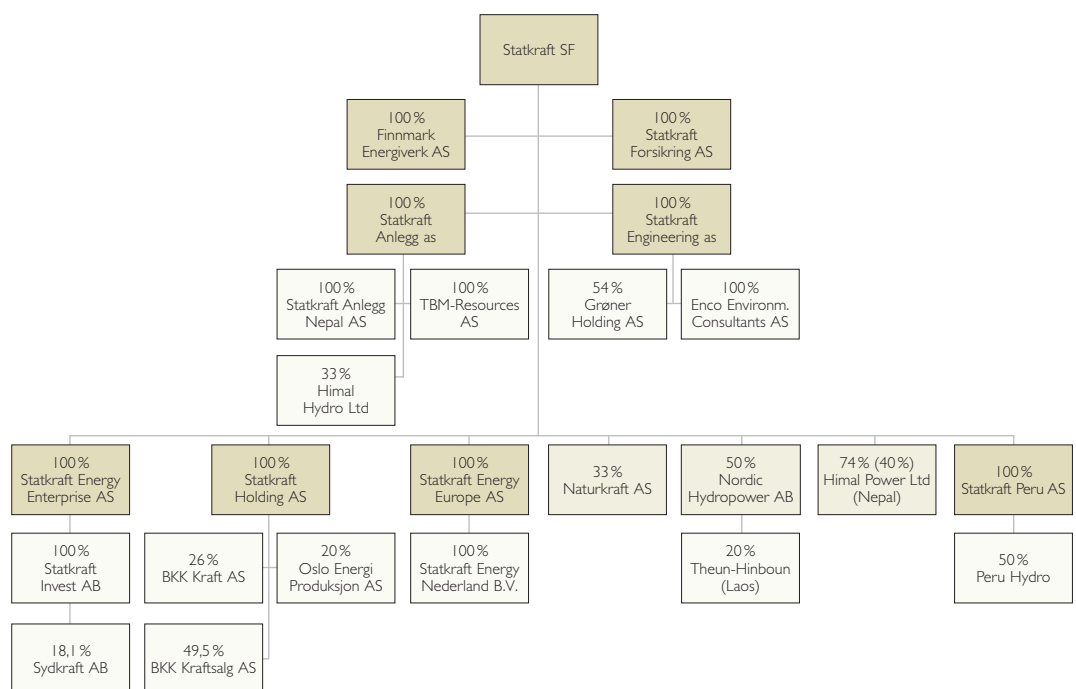 Statkraft SF
100 %
Finnmark
Energiverk AS
100 %
Statkraft
Forsikring AS
100 %
Statkraft
Anlegg as
100 %
Statkraft
Engineering as
100 %
Statkraft Anlegg
Nepal AS
100 %
TBM-Resources
AS
54 %
Grøner
Holding AS
100 %
Enco Environm.
Consultants AS
33 %
Himal
Hydro Ltd
100 %
Statkraft Energy
Enterprise AS
100 %
Statkraft
Holding AS
100 %
Statkraft Energy
Europe AS
33 %
Naturkraft AS
50 %
Nordic
Hydropower AB
74 % (40 %)
Himal Power Ltd
(Nepal)
100 %
Statkraft Peru AS
100 %
Statkraft
Invest AB
26 %
BKK Kraft AS
20 %
Oslo Energi
Produksjon AS
100 %
Statkraft Energy
Nederland B.V.
20 %
Theun-Hinboun
(Laos)
50 %
Peru Hydro
18,1 %
Sydkraft AB
49,5 %
BKK Kraftsalg AS